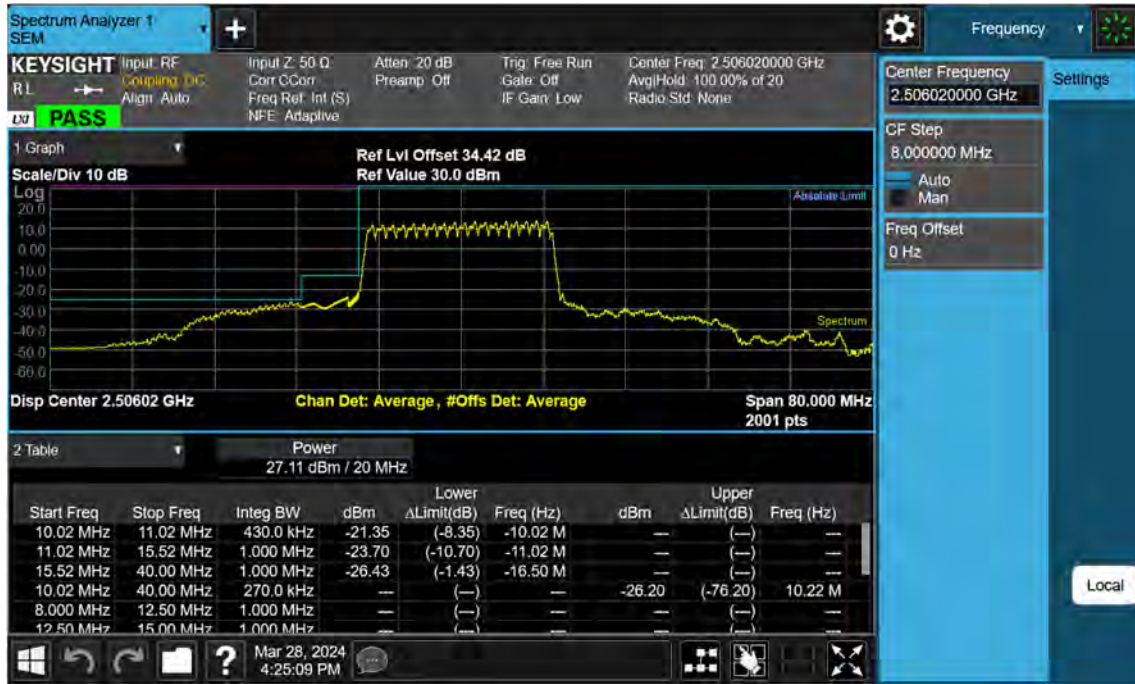 Spectrum Analyzer 1
SEM
Frequency
KEYSIGHT
RL
LXI PASS
Input: RF
Coupling: DC
Align: Auto
Input Z: 50 Ω
Corr CCorr
Freq Ref: Int (S)
NFE: Adaptive
Atten: 20 dB
Preamp: Off
Trig: Free Run
Gate: Off
IF Gain: Low
Center Freq: 2.506020000 GHz
Avg|Hold: 100.00% of 20
Radio Std: None
Center Frequency
2.506020000 GHz
Settings
CF Step
8.000000 MHz
Auto
Man
Freq Offset
0 Hz
Local
1 Graph
Scale/Div 10 dB
Ref Lvl Offset 34.42 dB
Ref Value 30.0 dBm
Log
Absolute Limit
20.0
10.0
0.00
-10.0
-20.0
-30.0
-40.0
-50.0
-60.0
Spectrum
Disp Center 2.50602 GHz
Chan Det: Average , #Offs Det: Average
Span 80.000 MHz
2001 pts
2 Table
Power
27.11 dBm / 20 MHz
Lower Upper
Start Freq Stop Freq Integ BW dBm ΔLimit(dB) Freq (Hz) dBm ΔLimit(dB) Freq (Hz)
10.02 MHz 11.02 MHz 430.0 kHz -21.35 (-8.35) -10.02 M --- (---) ---
11.02 MHz 15.52 MHz 1.000 MHz -23.70 (-10.70) -11.02 M --- (---) ---
15.52 MHz 40.00 MHz 1.000 MHz -26.43 (-1.43) -16.50 M --- (---) ---
10.02 MHz 40.00 MHz 270.0 kHz --- (---) --- -26.20 (-76.20) 10.22 M
8.000 MHz 12.50 MHz 1.000 MHz --- (---) --- --- (---) ---
12.50 MHz 15.00 MHz 1.000 MHz --- (---) --- --- (---) ---
?
Mar 28, 2024
4:25:09 PM